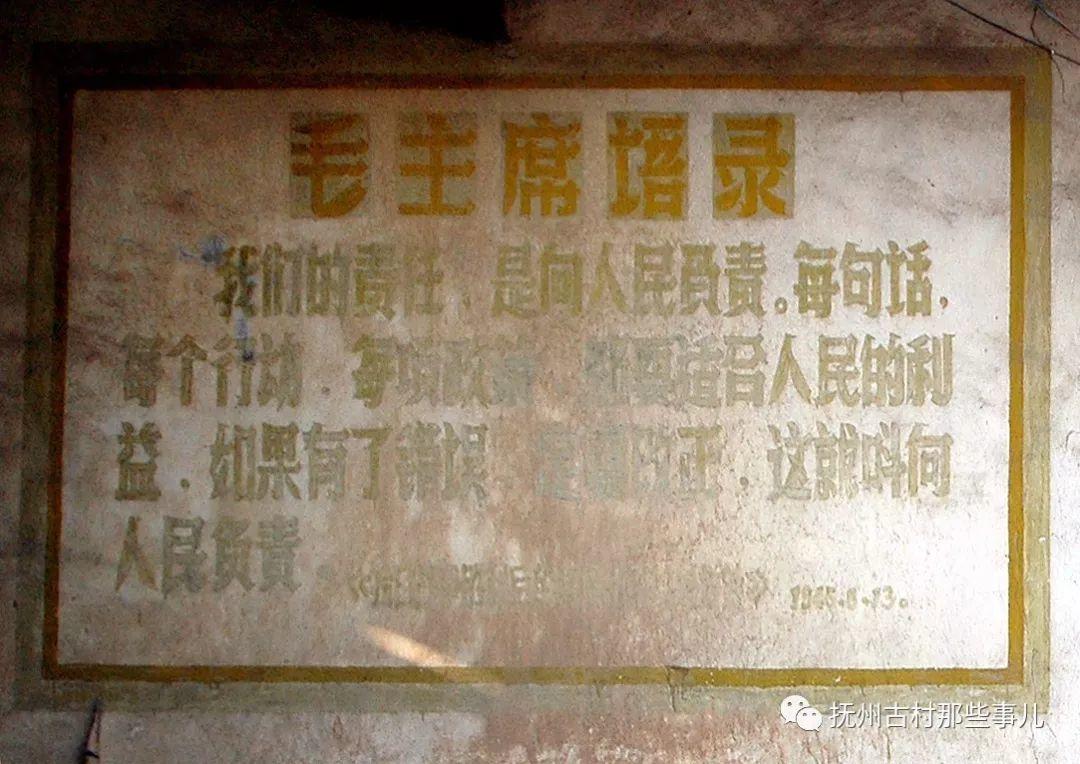 毛主席语录
我们的责任，是向人民负责。每句话，
每个行动，每项政策，都要适合人民的利
益，如果有了错误，定要改正，这就叫向
人民负责。
抚州古村那些事儿